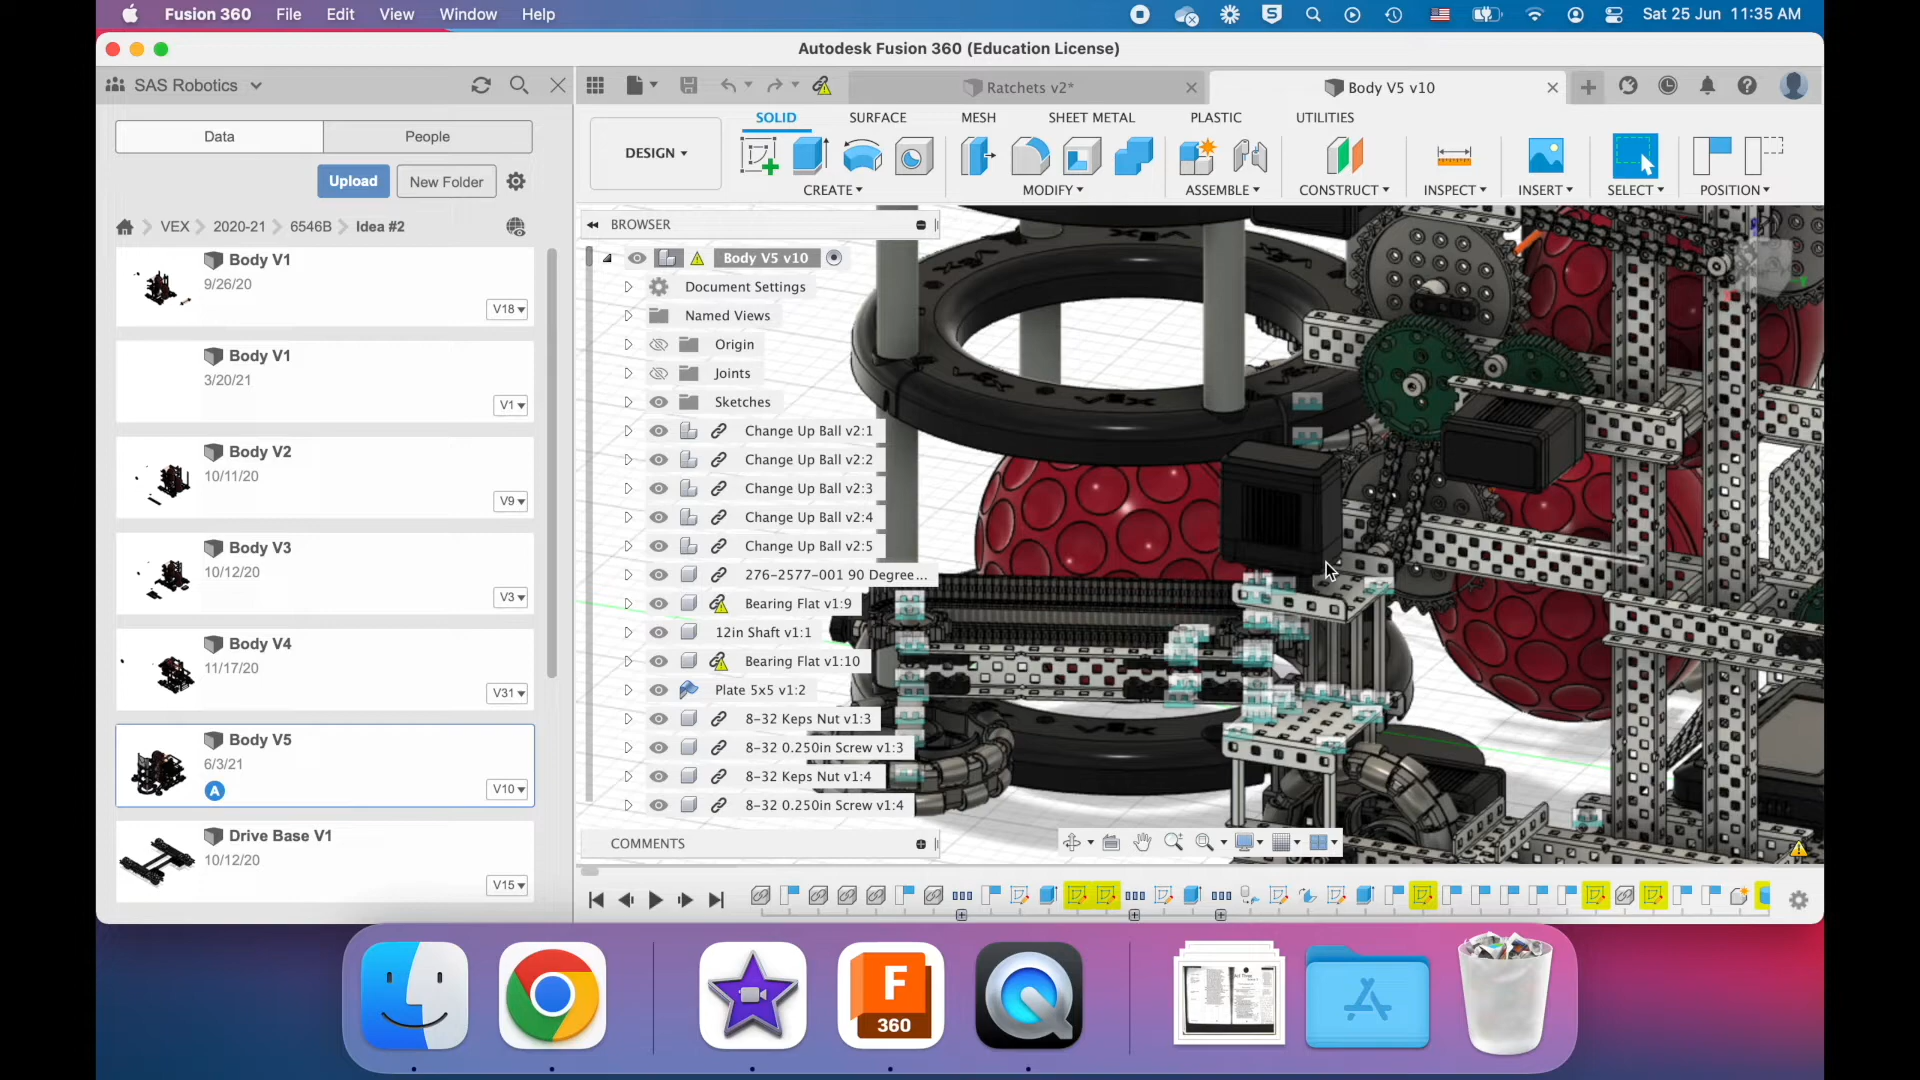 Fusion 360 File Edit View Window Help
Sat 25 Jun 11:35 AM
Autodesk Fusion 360 (Education License)
SAS Robotics
Ratchets v2*
Body V5 v10
Data People
Upload New Folder
VEX 2020-21 6546B Idea #2
Body V1
9/26/20
V18
Body V1
3/20/21
V1
Body V2
10/11/20
V9
Body V3
10/12/20
V3
Body V4
11/17/20
V31
Body V5
6/3/21
A
V10
Drive Base V1
10/12/20
V15
SOLID SURFACE MESH SHEET METAL PLASTIC UTILITIES
DESIGN
CREATE MODIFY ASSEMBLE CONSTRUCT INSPECT INSERT SELECT POSITION
BROWSER
Body V5 v10
Document Settings
Named Views
Origin
Joints
Sketches
Change Up Ball v2:1
Change Up Ball v2:2
Change Up Ball v2:3
Change Up Ball v2:4
Change Up Ball v2:5
276-2577-001 90 Degree...
Bearing Flat v1:9
12in Shaft v1:1
Bearing Flat v1:10
Plate 5x5 v1:2
8-32 Keps Nut v1:3
8-32 0.250in Screw v1:3
8-32 Keps Nut v1:4
8-32 0.250in Screw v1:4
COMMENTS
F
360